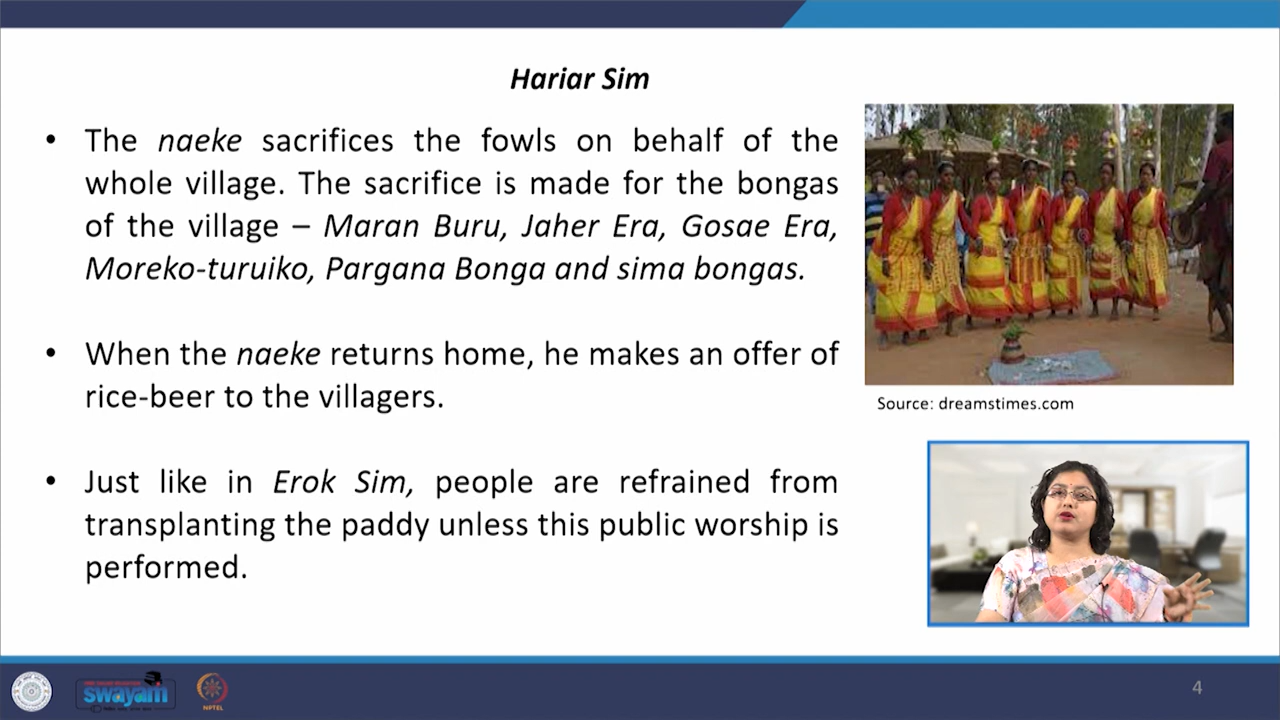 Hariar Sim
• The naeke sacrifices the fowls on behalf of the
whole village. The sacrifice is made for the bongas
of the village – Maran Buru, Jaher Era, Gosae Era,
Moreko-turuiko, Pargana Bonga and sima bongas.
• When the naeke returns home, he makes an offer of
rice-beer to the villagers.
• Just like in Erok Sim, people are refrained from
transplanting the paddy unless this public worship is
performed.
Source: dreamstimes.com
swayam
NPTEL
4